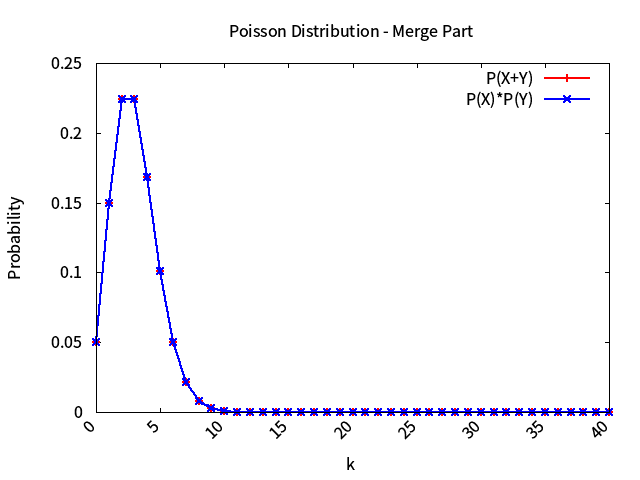 Poisson Distribution - Merge Part
P(X+Y)
P(X)*P(Y)
Probability
0.25
0.2
0.15
0.1
0.05
0
0 5 10 15 20 25 30 35 40
k